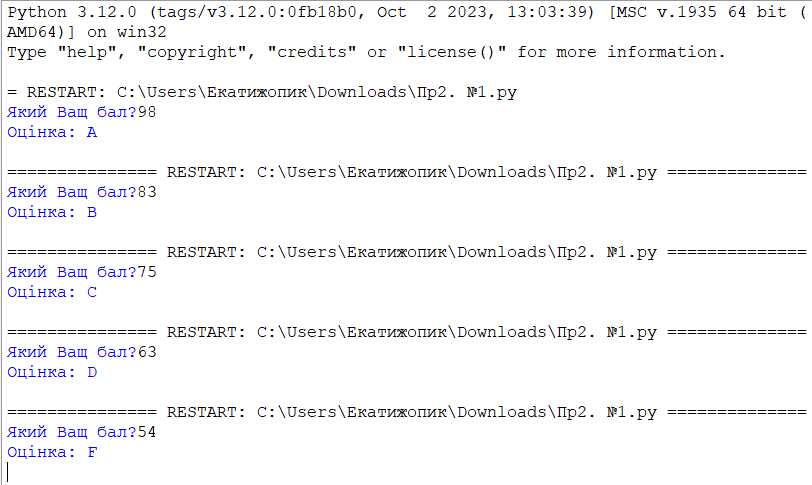 Python 3.12.0 (tags/v3.12.0:0fb18b0, Oct  2 2023, 13:03:39) [MSC v.1935 64 bit (
AMD64)] on win32
Type "help", "copyright", "credits" or "license()" for more information.
= RESTART: C:\Users\Екатижопик\Downloads\Пр2. №1.py
Який Ващ бал?98
Оцінка: A
=============== RESTART: C:\Users\Екатижопик\Downloads\Пр2. №1.py ==============
Який Ващ бал?83
Оцінка: B
=============== RESTART: C:\Users\Екатижопик\Downloads\Пр2. №1.py ==============
Який Ващ бал?75
Оцінка: C
=============== RESTART: C:\Users\Екатижопик\Downloads\Пр2. №1.py ==============
Який Ващ бал?63
Оцінка: D
=============== RESTART: C:\Users\Екатижопик\Downloads\Пр2. №1.py ==============
Який Ващ бал?54
Оцінка: F